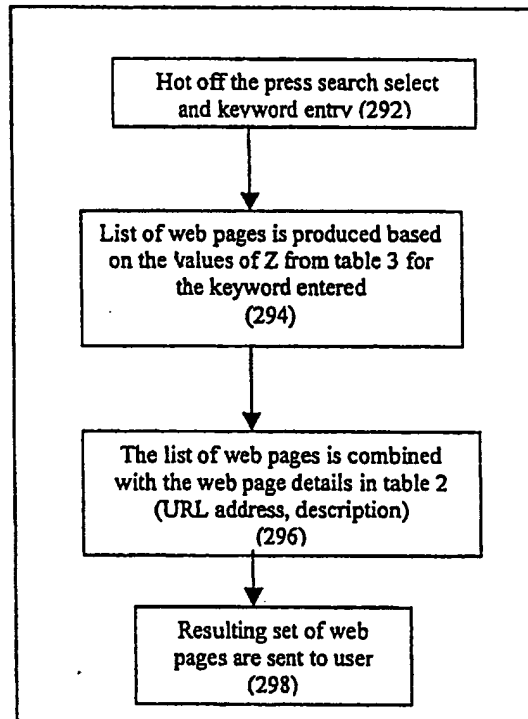 Hot off the press search select
and keyword entry (292)
List of web pages is produced based
on the values of Z from table 3 for
the keyword entered
(294)
The list of web pages is combined
with the web page details in table 2
(URL address, description)
(296)
Resulting set of web
pages are sent to user
(298)